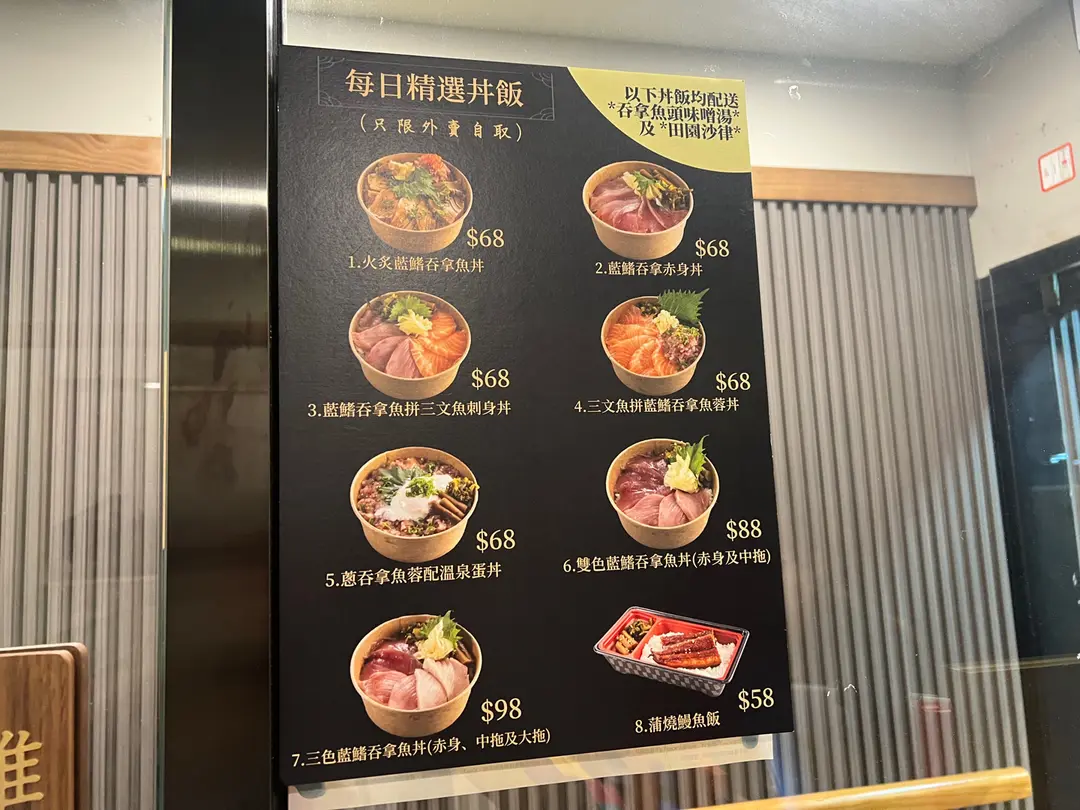 每日精選丼飯
(只限外賣自取)
以下丼飯均配送
*吞拿魚頭味噌湯*
及 *田園沙律*
$68
1.火炙藍鰭吞拿魚丼
$68
2.藍鰭吞拿赤身丼
$68
3.藍鰭吞拿魚拼三文魚刺身丼
$68
4.三文魚拼藍鰭吞拿魚蓉丼
$68
5.蔥吞拿魚蓉配溫泉蛋丼
$88
6.雙色藍鰭吞拿魚丼(赤身及中拖)
$98
7.三色藍鰭吞拿魚丼(赤身、中拖及大拖)
$58
8.蒲燒鰻魚飯